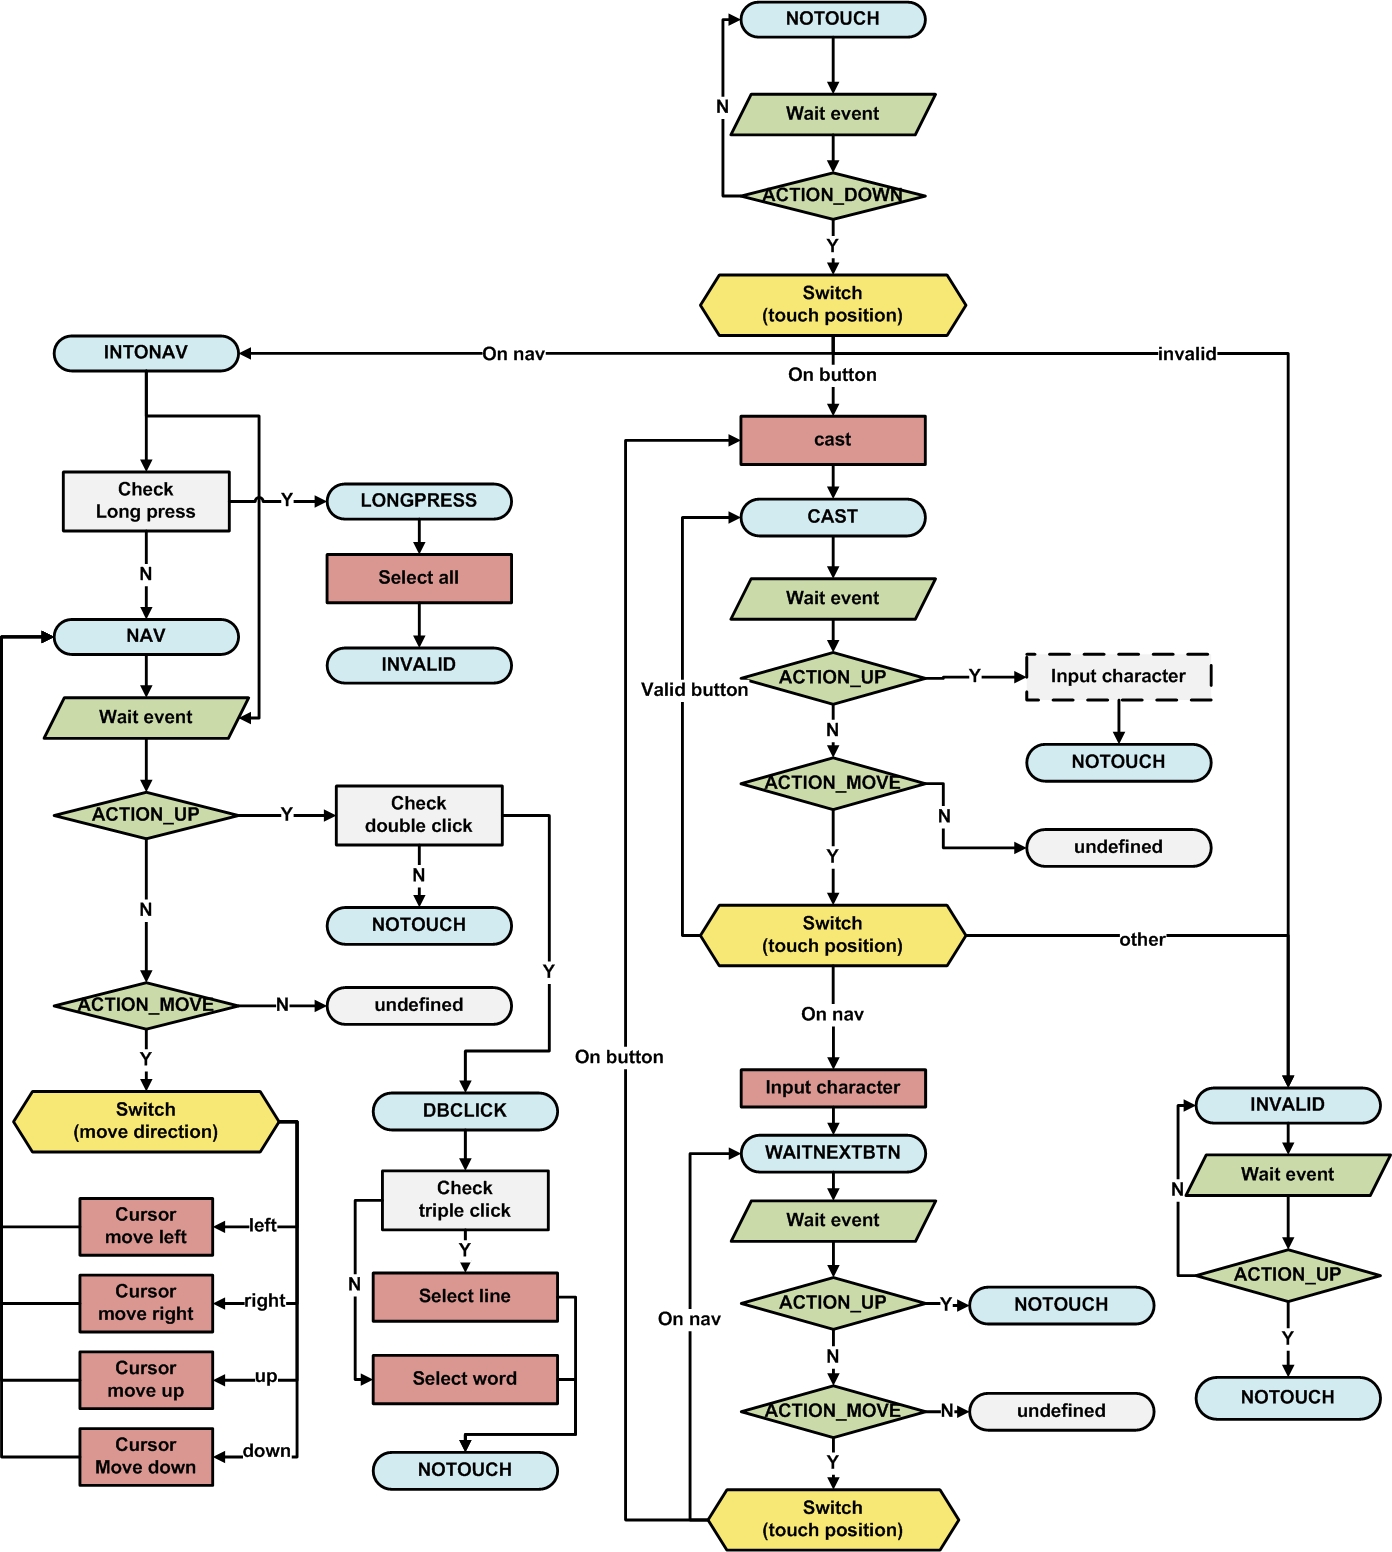 NOTOUCH
N
Wait event
ACTION_DOWN
Y
Switch
(touch position)
INTONAV
On nav
invalid
On button
cast
Check
Long press
Y
LONGPRESS
CAST
N
Select all
Wait event
NAV
INVALID
ACTION_UP
Y
Input character
Valid button
Wait event
N
NOTOUCH
ACTION_MOVE
N
ACTION_UP
Y
Check
double click
undefined
Y
N
N
NOTOUCH
Switch
(touch position)
other
Y
ACTION_MOVE
N
undefined
On nav
Y
On button
Input character
Switch
(move direction)
DBCLICK
INVALID
WAITNEXTBTN
Wait event
N
Check
triple click
Wait event
Cursor
move left
left
Y
N
Select line
ACTION_UP
Y
NOTOUCH
ACTION_UP
Cursor
move right
right
On nav
N
Y
Cursor
move up
up
Select word
ACTION_MOVE
N
undefined
NOTOUCH
Cursor
Move down
down
NOTOUCH
Y
Switch
(touch position)